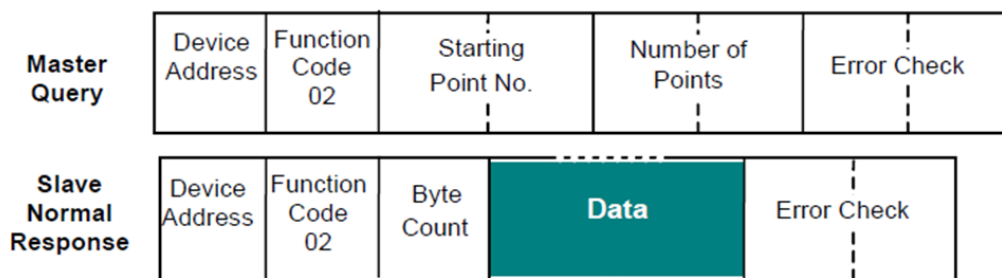 Master
Query
Device
Address
Function
Code
02
Starting
Point No.
Number of
Points
Error Check
Slave
Normal
Response
Device
Address
Function
Code
02
Byte
Count
Data
Error Check